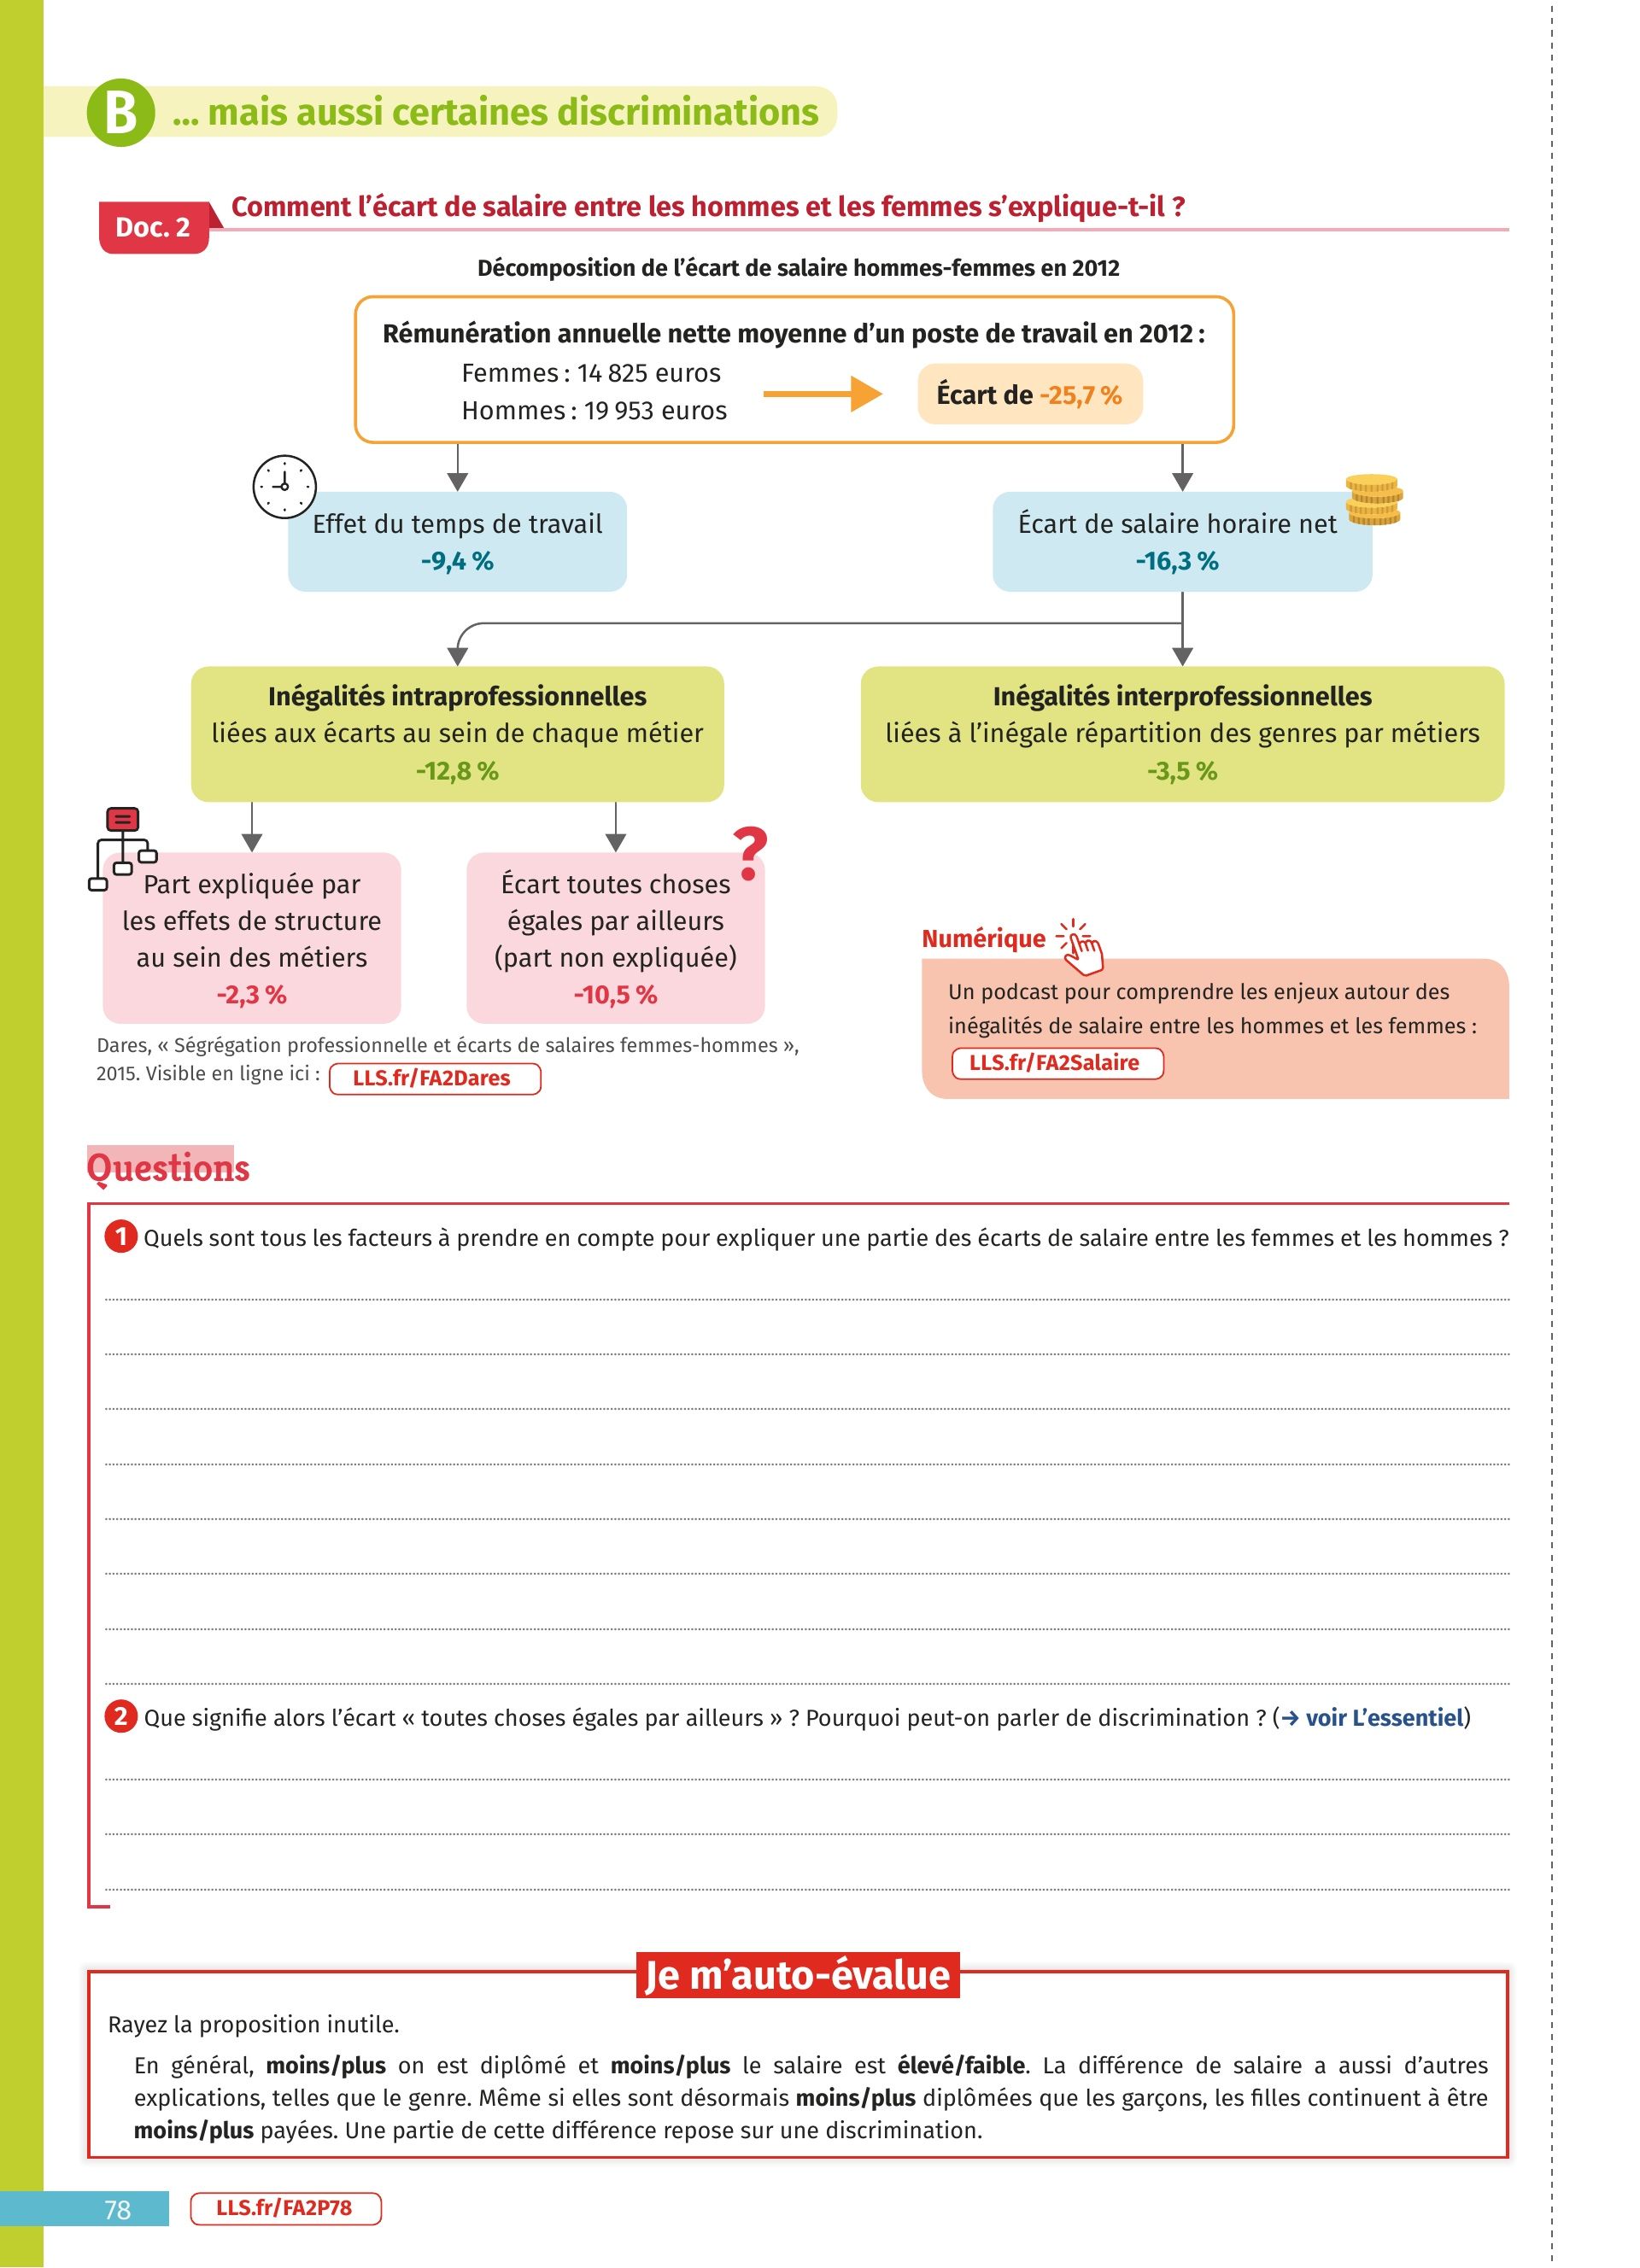 B ... mais aussi certaines discriminations
Doc. 2
Comment l'écart de salaire entre les hommes et les femmes s'explique-t-il ?
Décomposition de l'écart de salaire hommes-femmes en 2012
Rémunération annuelle nette moyenne d'un poste de travail en 2012 :
Femmes : 14 825 euros
Hommes : 19 953 euros
Écart de -25,7 %
Effet du temps de travail
-9,4 %
Écart de salaire horaire net
-16,3 %
Inégalités intraprofessionnelles
liées aux écarts au sein de chaque métier
-12,8 %
Inégalités interprofessionnelles
liées à l'inégale répartition des genres par métiers
-3,5 %
Part expliquée par
les effets de structure
au sein des métiers
-2,3 %
?
Écart toutes choses
égales par ailleurs
(part non expliquée)
-10,5 %
Dares, « Ségrégation professionnelle et écarts de salaires femmes-hommes »,
2015. Visible en ligne ici : LLS.fr/FA2Dares
Numérique
Un podcast pour comprendre les enjeux autour des
inégalités de salaire entre les hommes et les femmes :
LLS.fr/FA2Salaire
Questions
1 Quels sont tous les facteurs à prendre en compte pour expliquer une partie des écarts de salaire entre les femmes et les hommes ?
2 Que signifie alors l'écart « toutes choses égales par ailleurs » ? Pourquoi peut-on parler de discrimination ? (→ voir L'essentiel)
Je m'auto-évalue
Rayez la proposition inutile.
En général, moins/plus on est diplômé et moins/plus le salaire est élevé/faible. La différence de salaire a aussi d'autres
explications, telles que le genre. Même si elles sont désormais moins/plus diplômées que les garçons, les filles continuent à être
moins/plus payées. Une partie de cette différence repose sur une discrimination.
78
LLS.fr/FA2P78